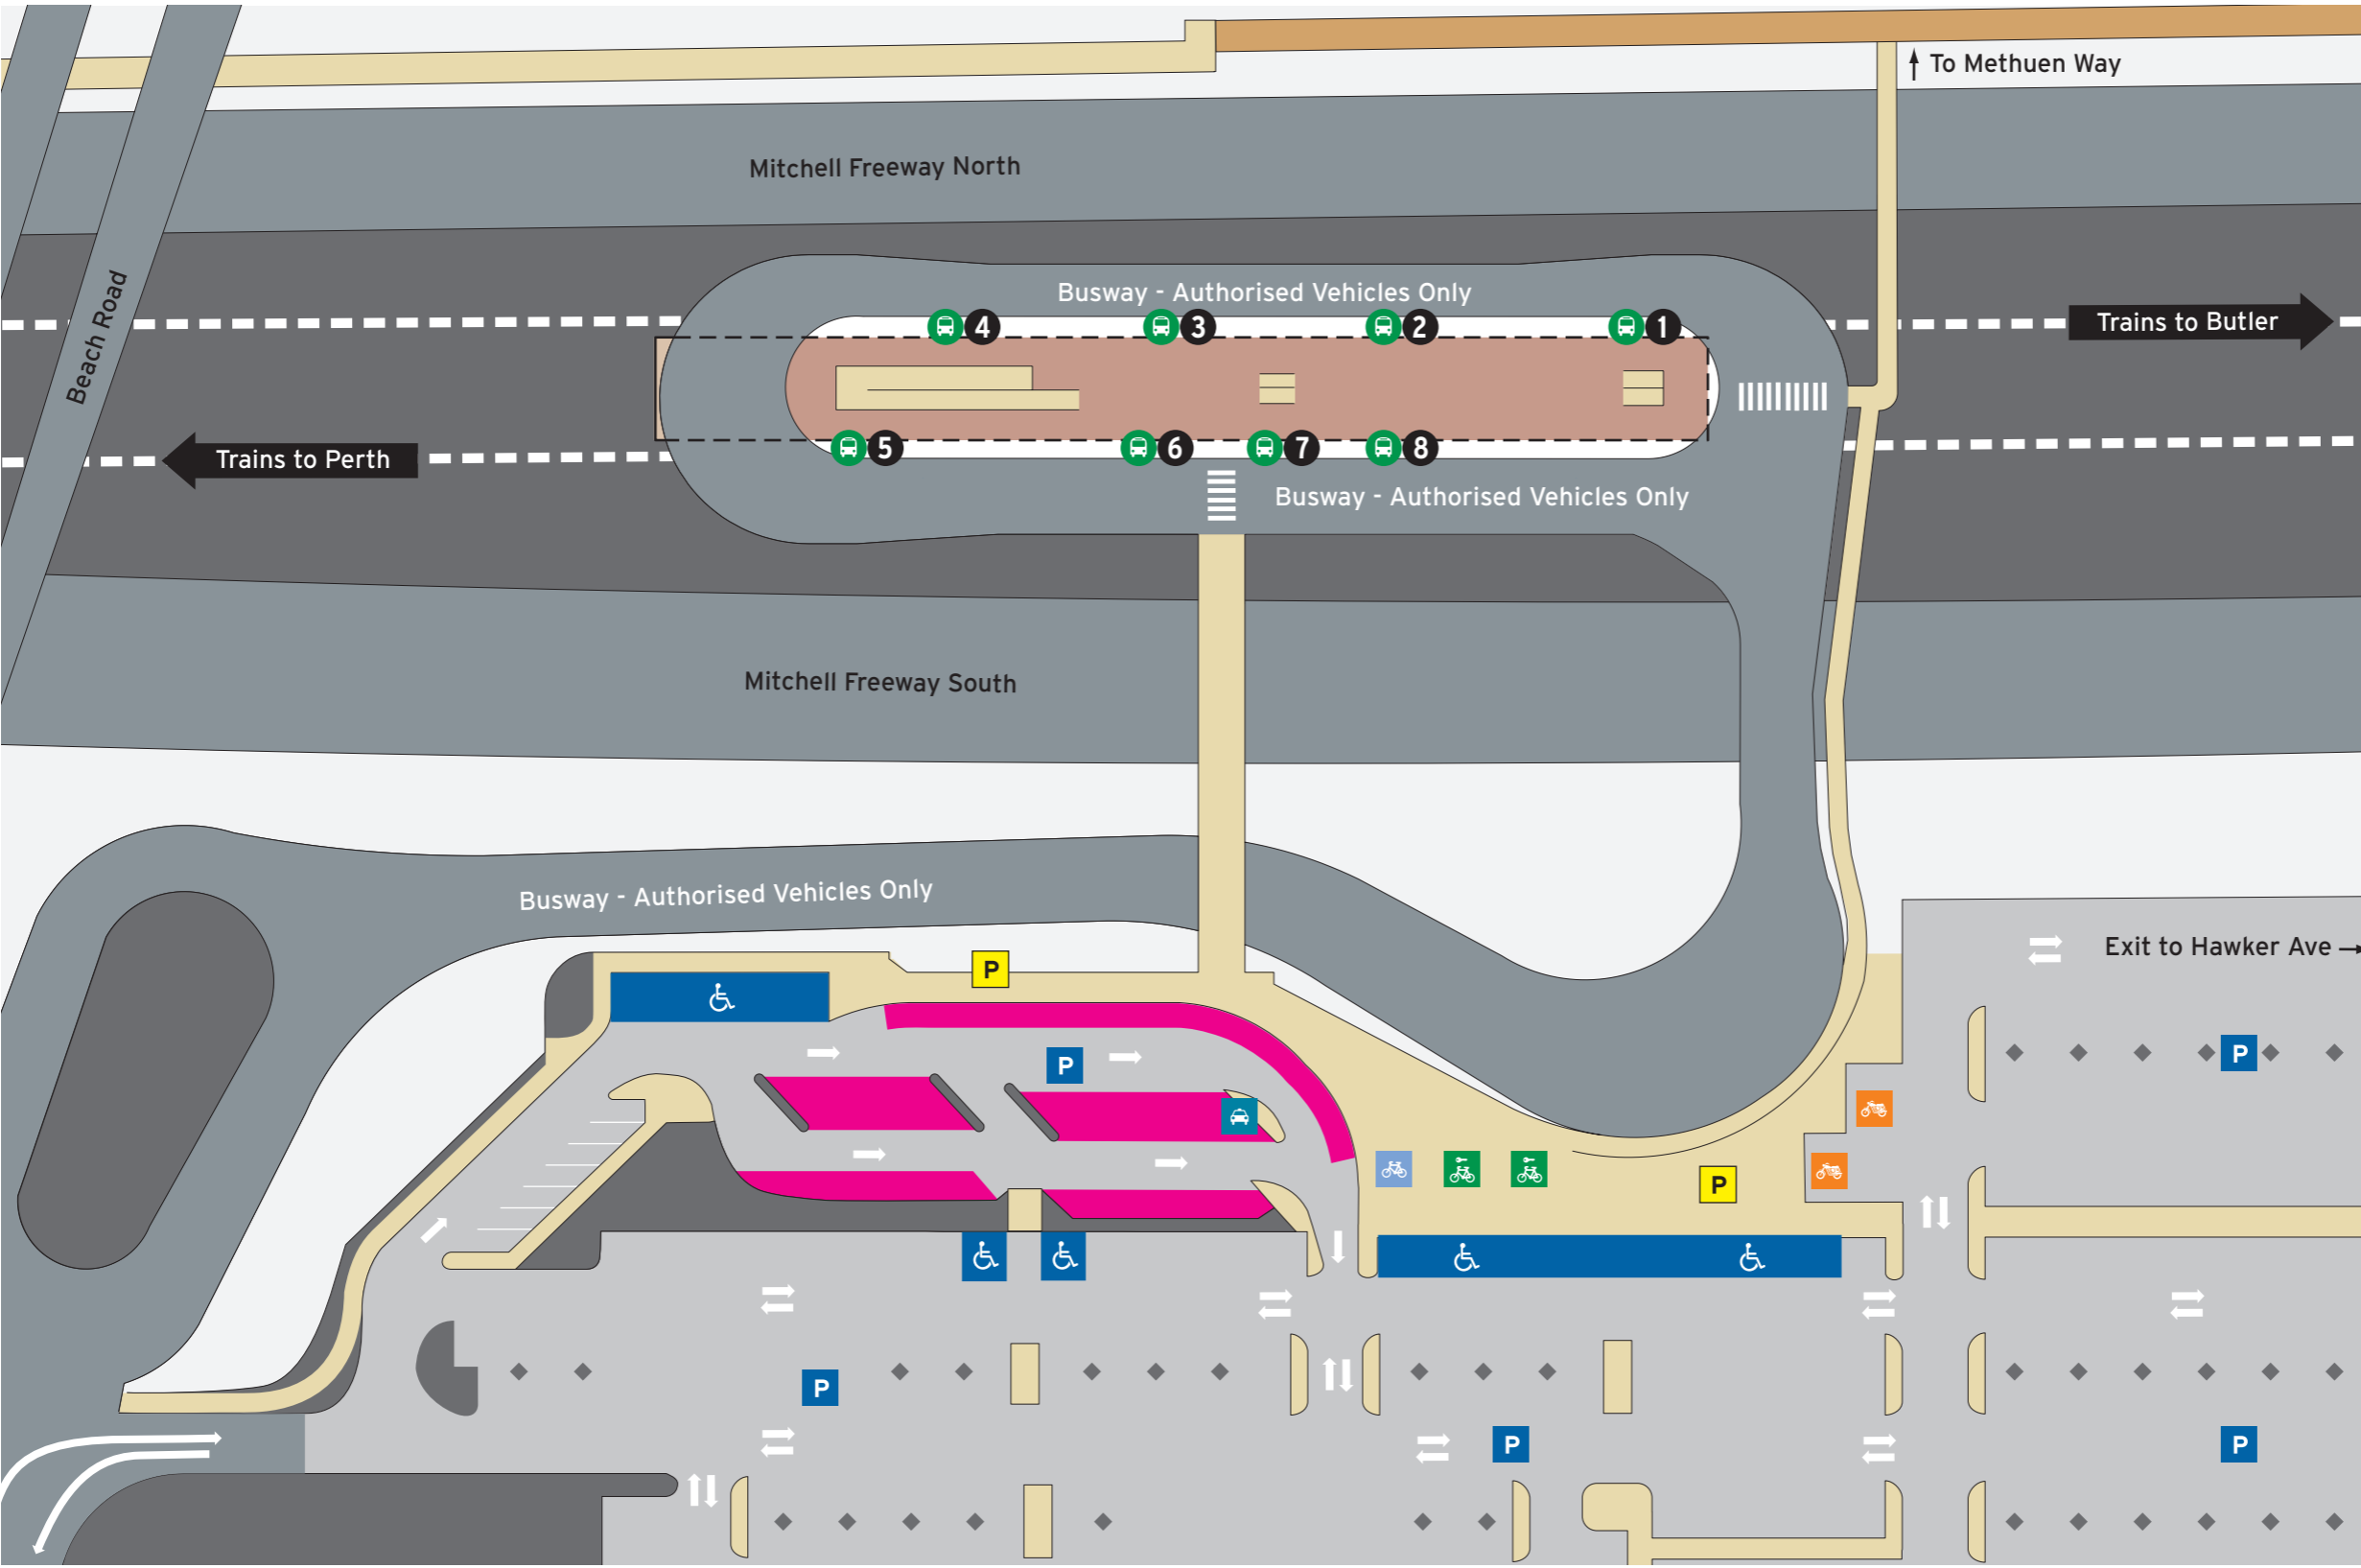 To Methuen Way
Mitchell Freeway North
Beach Road
Busway - Authorised Vehicles Only
4
3
2
1
Trains to Butler
Trains to Perth
5
6
7
8
Busway - Authorised Vehicles Only
Mitchell Freeway South
Busway - Authorised Vehicles Only
Exit to Hawker Ave
P
P
P
P
P
P
P